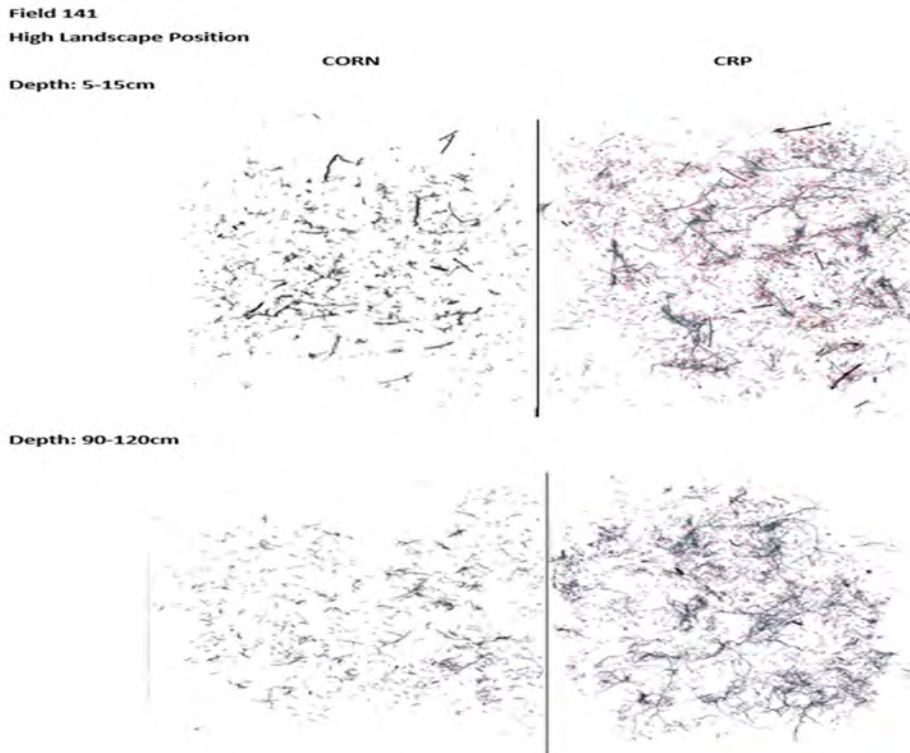 Field 141
High Landscape Position
CORN CRP
Depth: 5-15cm
Depth: 90-120cm